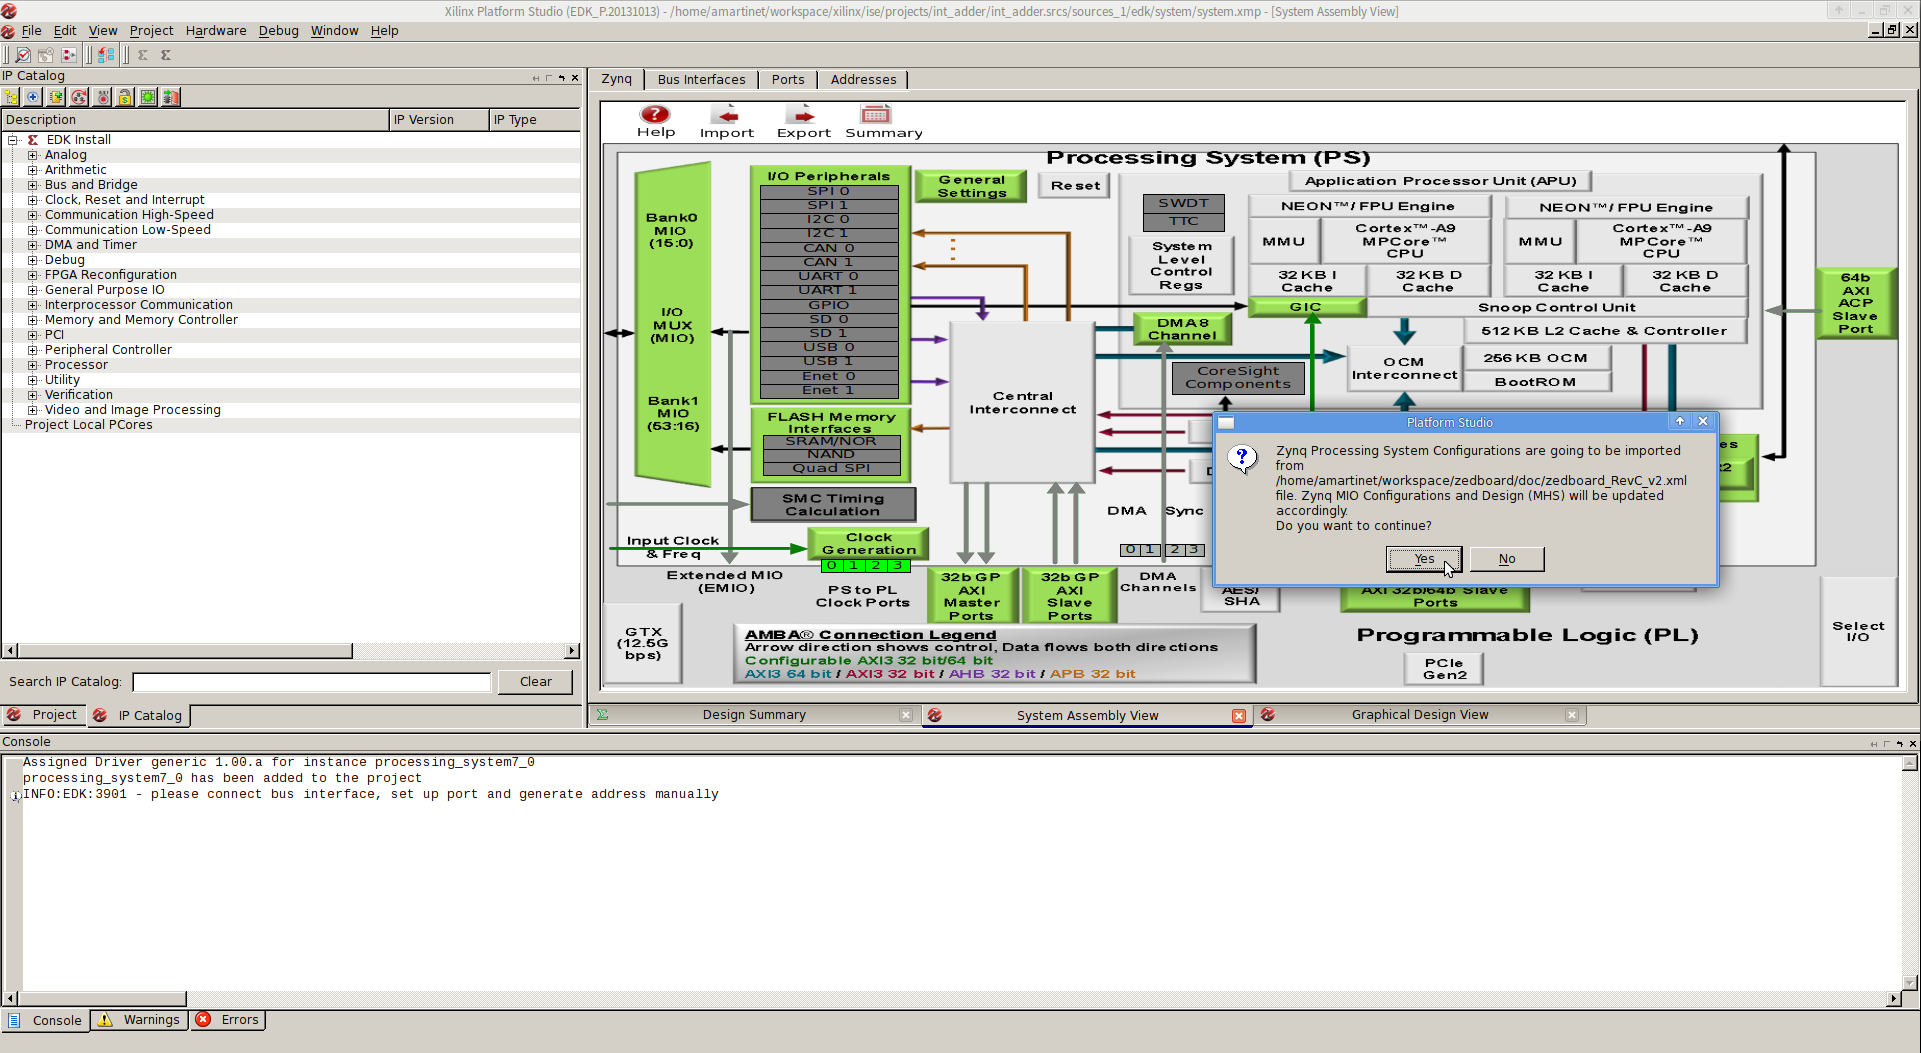 Xilinx Platform Studio (EDK_P.20131013) - /home/amartinet/workspace/xilinx/ise/projects/int_adder/int_adder.srcs/sources_1/edk/system/system.xmp - [System Assembly View]
File Edit View Project Hardware Debug Window Help
IP Catalog
Description IP Version IP Type
EDK Install
Analog
Arithmetic
Bus and Bridge
Clock, Reset and Interrupt
Communication High-Speed
Communication Low-Speed
DMA and Timer
Debug
FPGA Reconfiguration
General Purpose IO
Interprocessor Communication
Memory and Memory Controller
PCI
Peripheral Controller
Processor
Utility
Verification
Video and Image Processing
Project Local PCores
Search IP Catalog:
Clear
Project
IP Catalog
Zynq
Bus Interfaces
Ports
Addresses
Help
Import
Export
Summary
Processing System (PS)
Bank0
MIO
(15:0)
I/O
MUX
(MIO)
Bank1
MIO
(53:16)
I/O Peripherals
SPI 0
SPI 1
I2C 0
I2C 1
CAN 0
CAN 1
UART 0
UART 1
GPIO
SD 0
SD 1
USB 0
USB 1
Enet 0
Enet 1
FLASH Memory
Interfaces
SRAM/NOR
NAND
Quad SPI
SMC Timing
Calculation
Input Clock
& Freq
Clock
Generation
0 1 2 3
Extended MIO
(EMIO)
PS to PL
Clock Ports
General
Settings
Reset
Central
Interconnect
32b GP
AXI
Master
Ports
32b GP
AXI
Slave
Ports
Application Processor Unit (APU)
SWDT
TTC
System
Level
Control
Regs
NEON™/ FPU Engine
MMU
Cortex™-A9
MPCore™
CPU
32 KB I
Cache
32 KB D
Cache
NEON™/ FPU Engine
MMU
Cortex™-A9
MPCore™
CPU
32 KB I
Cache
32 KB D
Cache
GIC
Snoop Control Unit
DMA8
Channel
512 KB L2 Cache & Controller
OCM
Interconnect
256 KB OCM
BootROM
CoreSight
Components
64b
AXI
ACP
Slave
Port
DMA Sync
0 1 2 3
DMA
Channels
AES/
SHA
AXI 32b/64b Slave
Ports
Platform Studio
Zynq Processing System Configurations are going to be imported
from
/home/amartinet/workspace/zedboard/doc/zedboard_RevC_v2.xml
file. Zynq MIO Configurations and Design (MHS) will be updated
accordingly.
Do you want to continue?
Yes
No
GTX
(12.5G
bps)
AMBA® Connection Legend
Arrow direction shows control, Data flows both directions
Configurable AXI3 32 bit/64 bit
AXI3 64 bit / AXI3 32 bit / AHB 32 bit / APB 32 bit
Programmable Logic (PL)
PCIe
Gen2
Select
I/O
Design Summary
System Assembly View
Graphical Design View
Console
Assigned Driver generic 1.00.a for instance processing_system7_0
processing_system7_0 has been added to the project
INFO:EDK:3901 - please connect bus interface, set up port and generate address manually
Console
Warnings
Errors